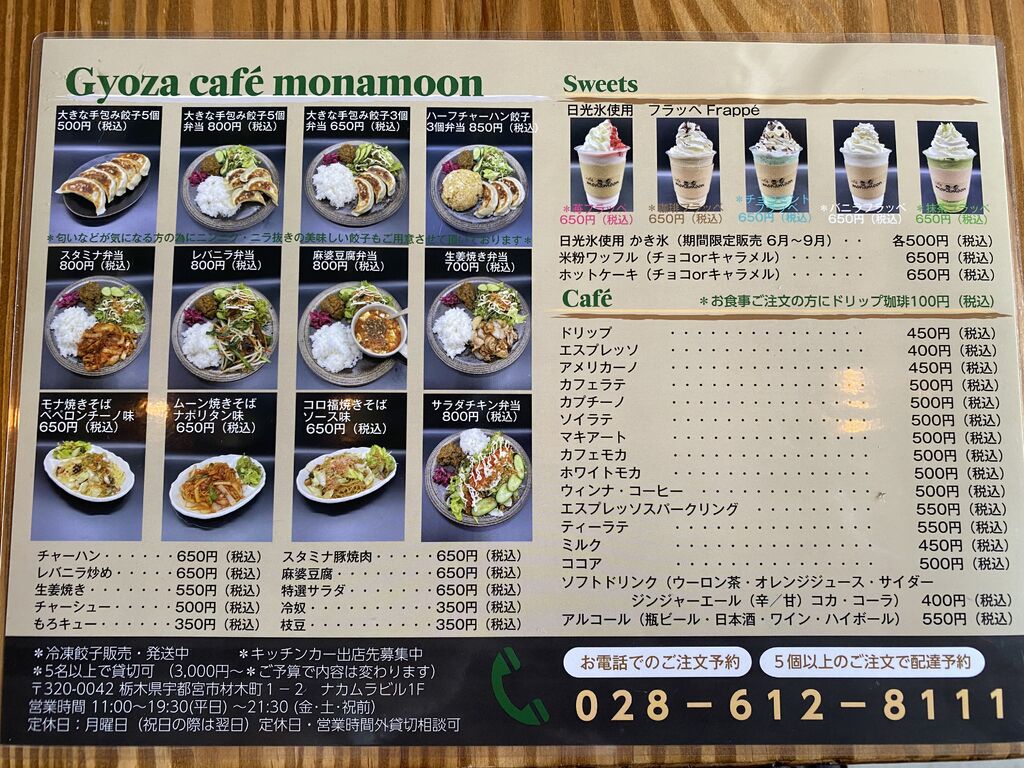 Gyoza café monamoon
大きな手包み餃子5個
500円（税込）
大きな手包み餃子5個
弁当 800円（税込）
大きな手包み餃子3個
弁当 650円（税込）
ハーフチャーハン餃子
3個弁当 850円（税込）
＊匂いなどが気になる方の為にニンニク・ニラ抜きの美味しい餃子もご用意させて頂いております＊
スタミナ弁当
800円（税込）
レバニラ弁当
800円（税込）
麻婆豆腐弁当
800円（税込）
生姜焼き弁当
700円（税込）
モナ焼きそば
ペペロンチーノ味
650円（税込）
ムーン焼きそば
ナポリタン味
650円（税込）
コロ福焼きそば
ソース味
650円（税込）
サラダチキン弁当
800円（税込）
チャーハン・・・・・・650円（税込）
レバニラ炒め・・・・・650円（税込）
生姜焼き・・・・・・・550円（税込）
チャーシュー・・・・・500円（税込）
もろキュー・・・・・・350円（税込）
スタミナ豚焼肉・・・・・650円（税込）
麻婆豆腐・・・・・・・・650円（税込）
特選サラダ・・・・・・・650円（税込）
冷奴・・・・・・・・・・350円（税込）
枝豆・・・・・・・・・・350円（税込）
Sweets
日光氷使用 フラッペ Frappé
＊苺フラッペ
650円（税込）
＊珈琲フラッペ
650円（税込）
＊チョコミント
650円（税込）
＊バニラフラッペ
650円（税込）
＊抹茶フラッペ
650円（税込）
日光氷使用 かき氷（期間限定販売 6月〜9月）・・ 各500円（税込）
米粉ワッフル（チョコorキャラメル）・・・・・・・ 650円（税込）
ホットケーキ（チョコorキャラメル）・・・・・・・ 650円（税込）
Café ＊お食事ご注文の方にドリップ珈琲100円（税込）
ドリップ ・・・・・・・・・・・・・・・ 450円（税込）
エスプレッソ ・・・・・・・・・・・・・・・ 400円（税込）
アメリカーノ ・・・・・・・・・・・・・・・ 450円（税込）
カフェラテ ・・・・・・・・・・・・・・・ 500円（税込）
カプチーノ ・・・・・・・・・・・・・・・ 500円（税込）
ソイラテ ・・・・・・・・・・・・・・・ 500円（税込）
マキアート ・・・・・・・・・・・・・・・ 500円（税込）
カフェモカ ・・・・・・・・・・・・・・・ 500円（税込）
ホワイトモカ ・・・・・・・・・・・・・・・ 500円（税込）
ウィンナ・コーヒー ・・・・・・・・・・・・・ 500円（税込）
エスプレッソスパークリング ・・・・・・・・・ 550円（税込）
ティーラテ ・・・・・・・・・・・・・・・ 550円（税込）
ミルク ・・・・・・・・・・・・・・・ 450円（税込）
ココア ・・・・・・・・・・・・・・・ 500円（税込）
ソフトドリンク（ウーロン茶・オレンジジュース・サイダー
ジンジャーエール（辛／甘）コカ・コーラ） 400円（税込）
アルコール（瓶ビール・日本酒・ワイン・ハイボール） 550円（税込）
＊冷凍餃子販売・発送中 ＊キッチンカー出店先募集中
＊5名以上で貸切可 （3,000円〜＊ご予算で内容は変わります）
〒320-0042 栃木県宇都宮市材木町１－２ ナカムラビル1F
営業時間 11:00〜19:30(平日) 〜21:30 (金･土･祝前)
定休日：月曜日（祝日の際は翌日）定休日・営業時間外貸切相談可
お電話でのご注文予約
５個以上のご注文で配達予約
028－612－8111